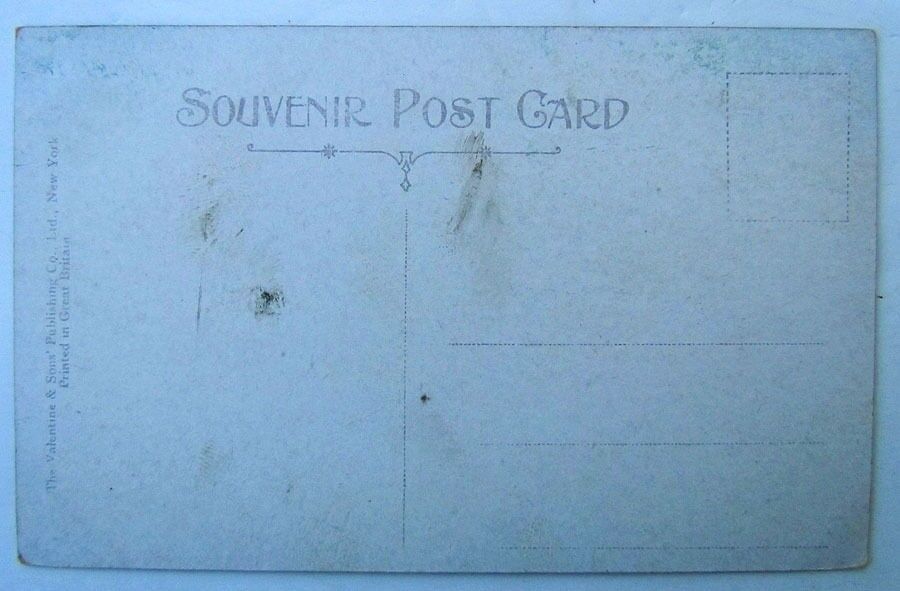 SOUVENIR POST CARD
The Valentine & Sons' Publishing Co., Ltd., New York
Printed in Great Britain